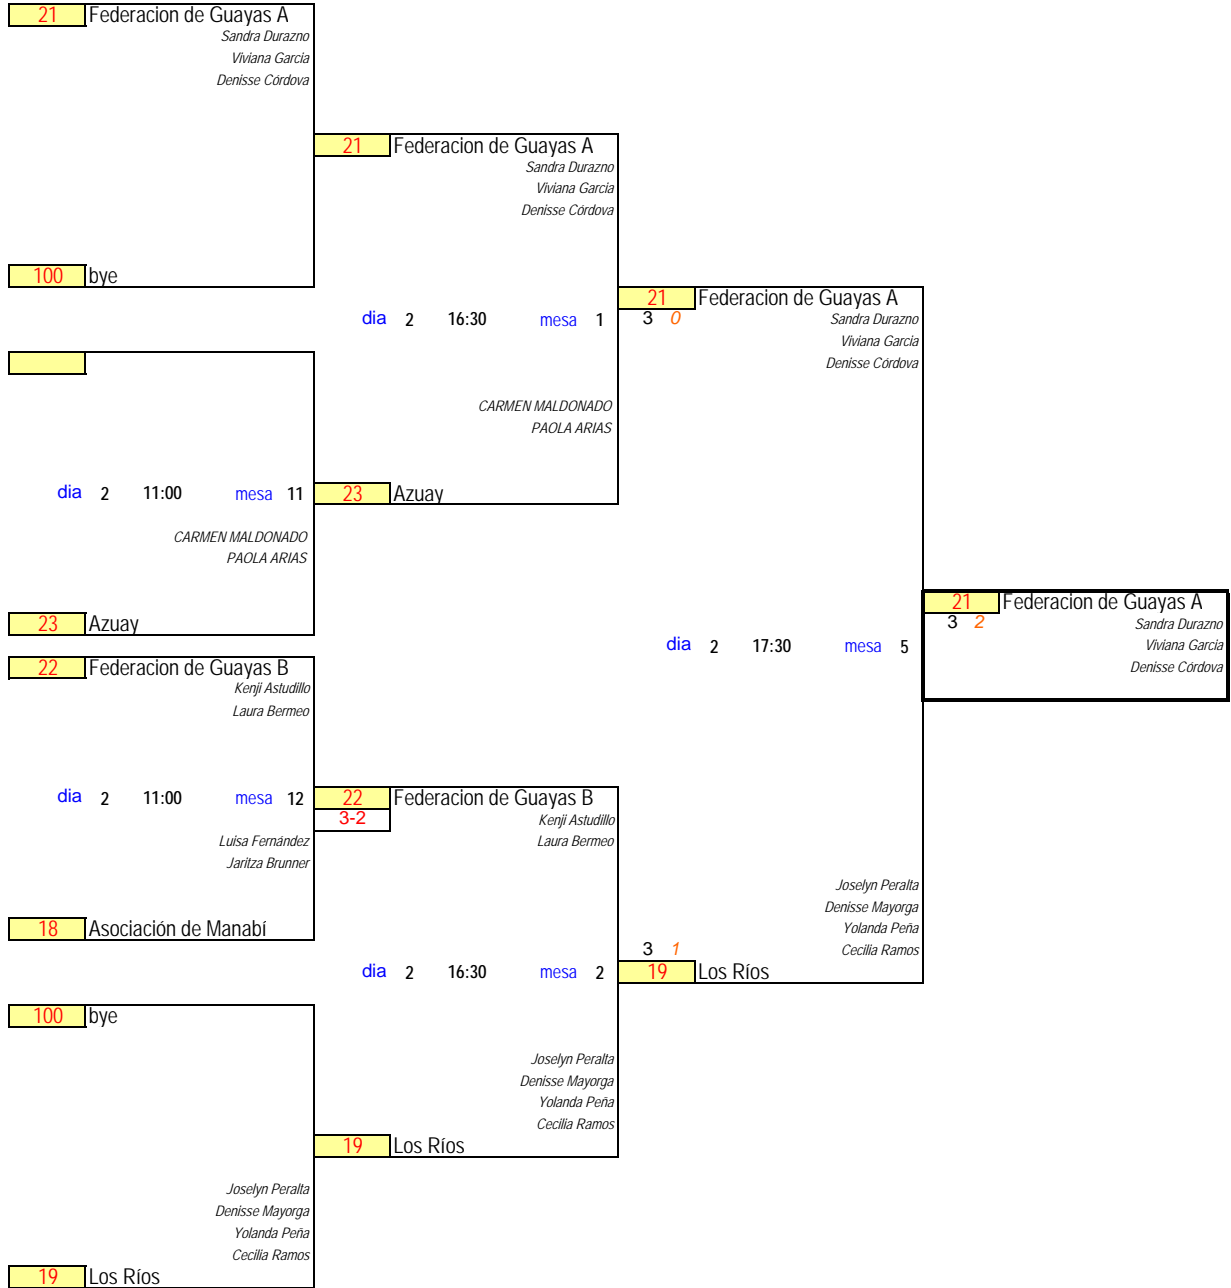 21 Federacion de Guayas A
Sandra Durazno
Viviana Garcia
Denisse Córdova
21 Federacion de Guayas A
Sandra Durazno
Viviana Garcia
Denisse Córdova
100 bye
21 Federacion de Guayas A
dia 2 16:30 mesa 1
3 0
Sandra Durazno
Viviana Garcia
Denisse Córdova
CARMEN MALDONADO
PAOLA ARIAS
dia 2 11:00 mesa 11
23 Azuay
CARMEN MALDONADO
PAOLA ARIAS
21 Federacion de Guayas A
3 2
Sandra Durazno
Viviana Garcia
Denisse Córdova
23 Azuay
dia 2 17:30 mesa 5
22 Federacion de Guayas B
Kenji Astudillo
Laura Bermeo
dia 2 11:00 mesa 12
22 Federacion de Guayas B
3-2
Kenji Astudillo
Laura Bermeo
Luisa Fernández
Jaritza Brunner
Joselyn Peralta
Denisse Mayorga
Yolanda Peña
Cecilia Ramos
18 Asociación de Manabí
3 1
19 Los Ríos
dia 2 16:30 mesa 2
100 bye
Joselyn Peralta
Denisse Mayorga
Yolanda Peña
Cecilia Ramos
19 Los Ríos
Joselyn Peralta
Denisse Mayorga
Yolanda Peña
Cecilia Ramos
19 Los Ríos